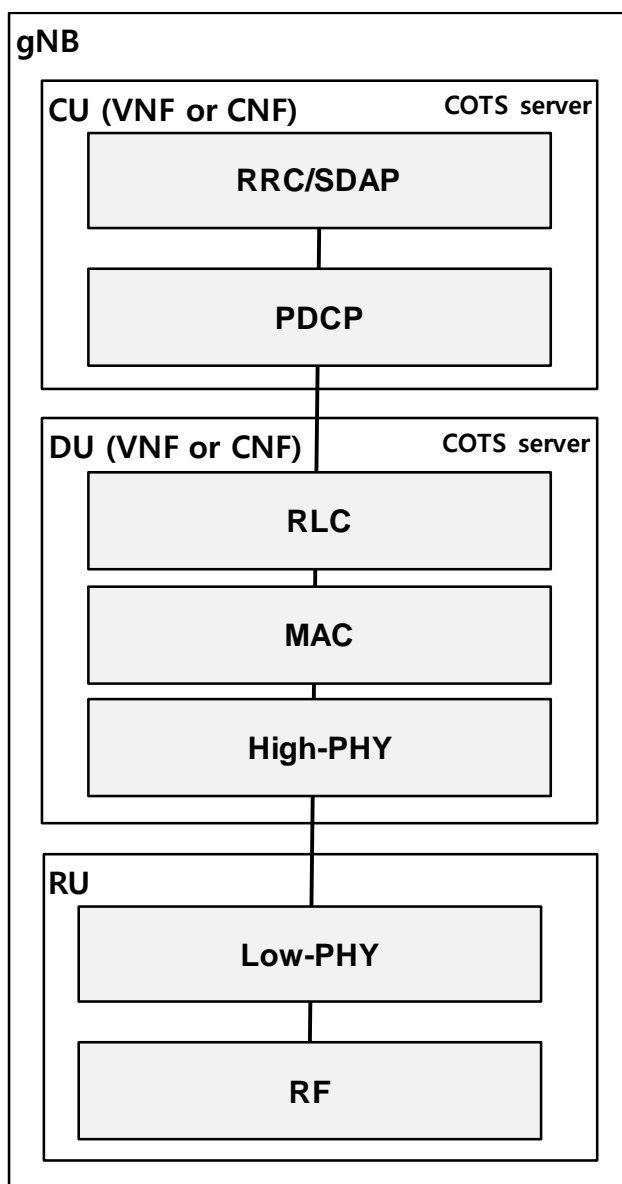 gNB
CU (VNF or CNF) COTS server
RRC/SDAP
PDCP
DU (VNF or CNF) COTS server
RLC
MAC
High-PHY
RU
Low-PHY
RF